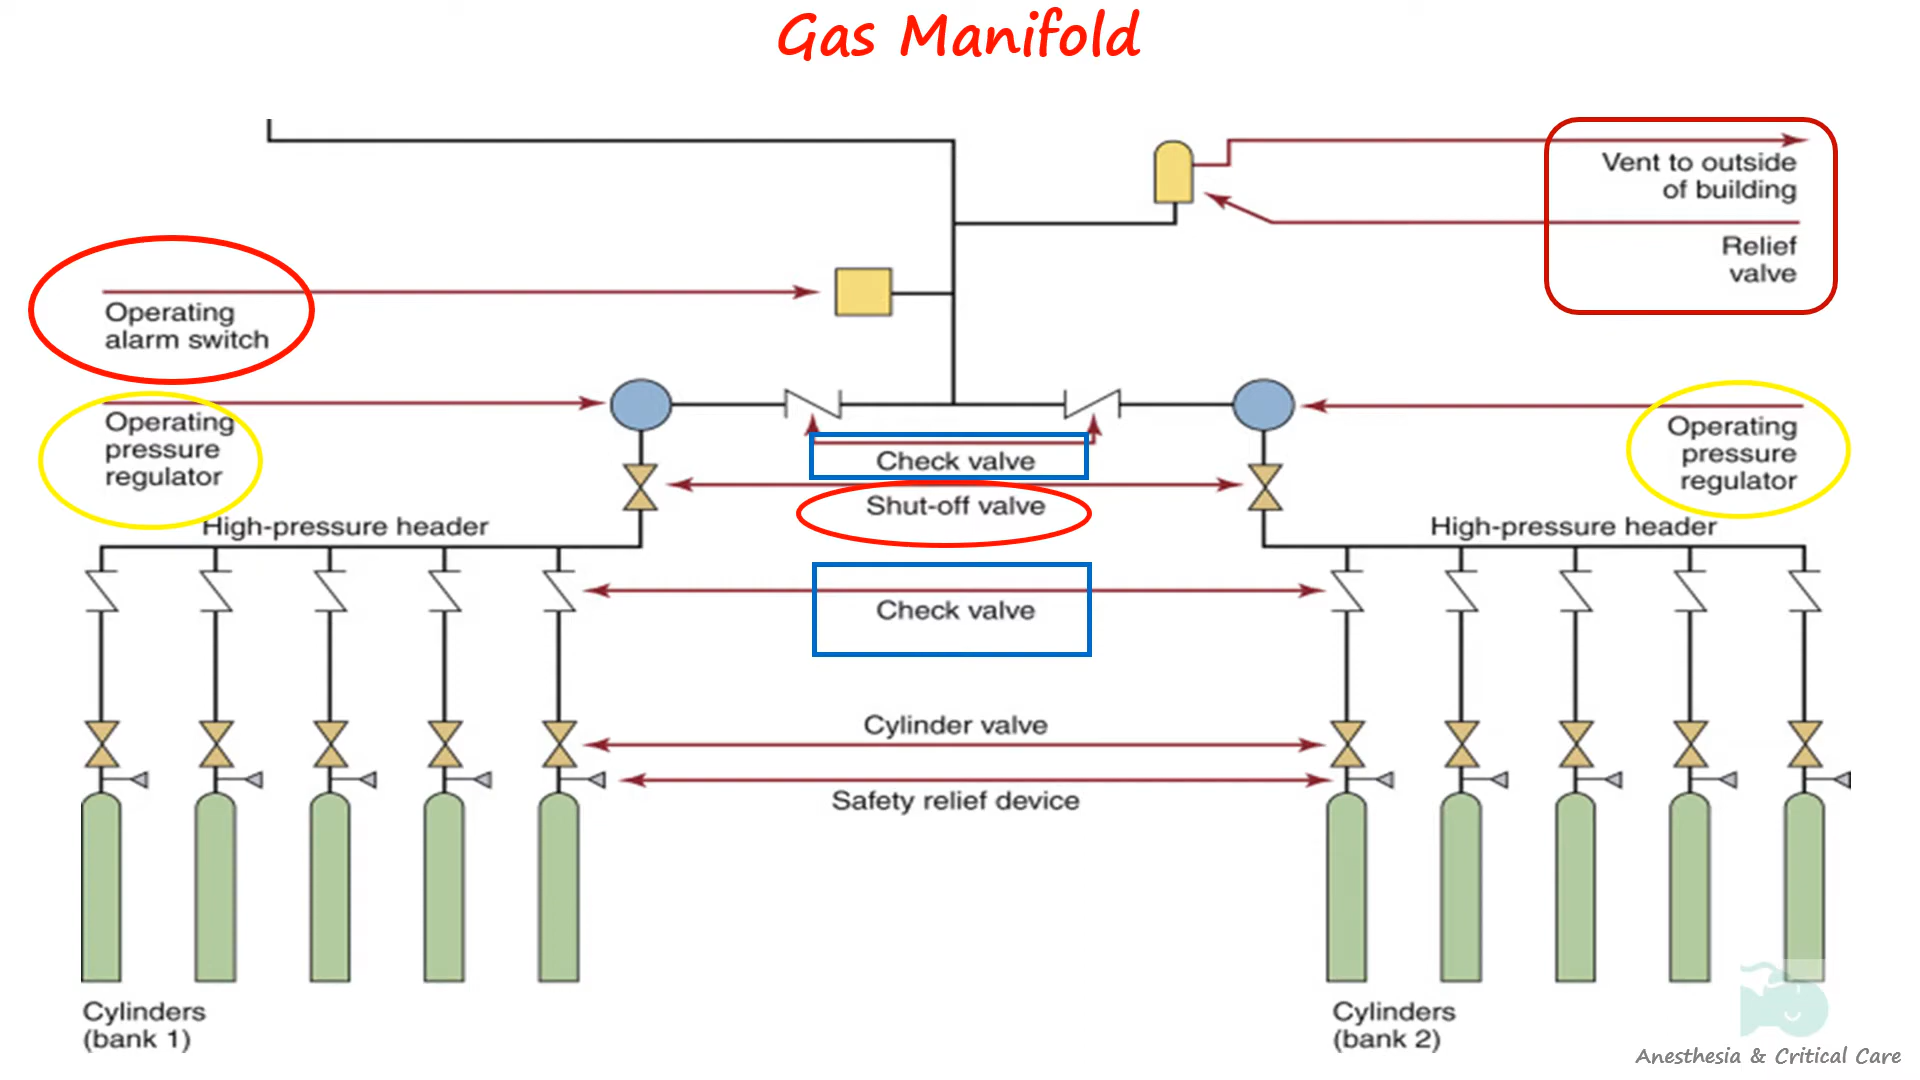 Gas Manifold
Vent to outside
of building
Relief
valve
Operating
alarm switch
Operating
pressure
regulator
Check valve
Shut-off valve
Operating
pressure
regulator
High-pressure header
High-pressure header
Check valve
Cylinder valve
Safety relief device
Cylinders
(bank 1)
Cylinders
(bank 2)
Anesthesia & Critical Care